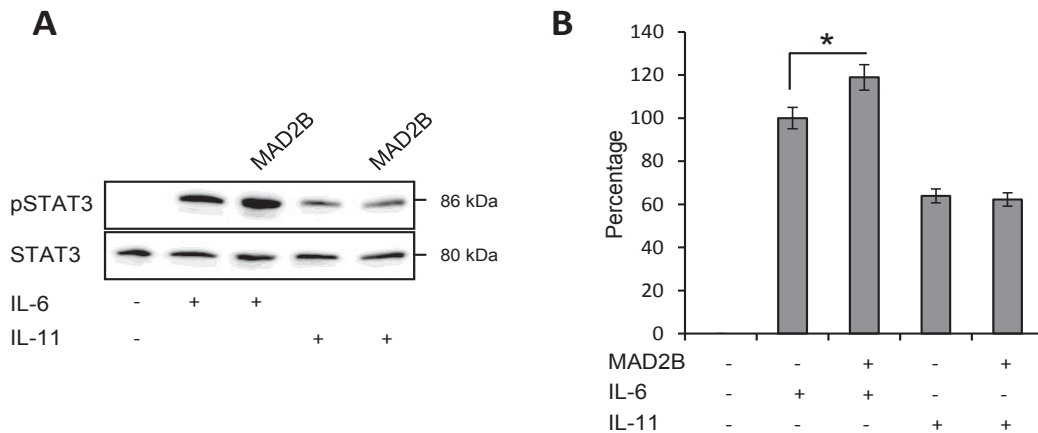 A
MAD2B
MAD2B
pSTAT3
86 kDa
STAT3
80 kDa
IL-6 - + +
IL-11 - + +
B
*
Percentage
140
120
100
80
60
40
20
0
MAD2B - - + - +
IL-6 - + + - -
IL-11 - - - + +